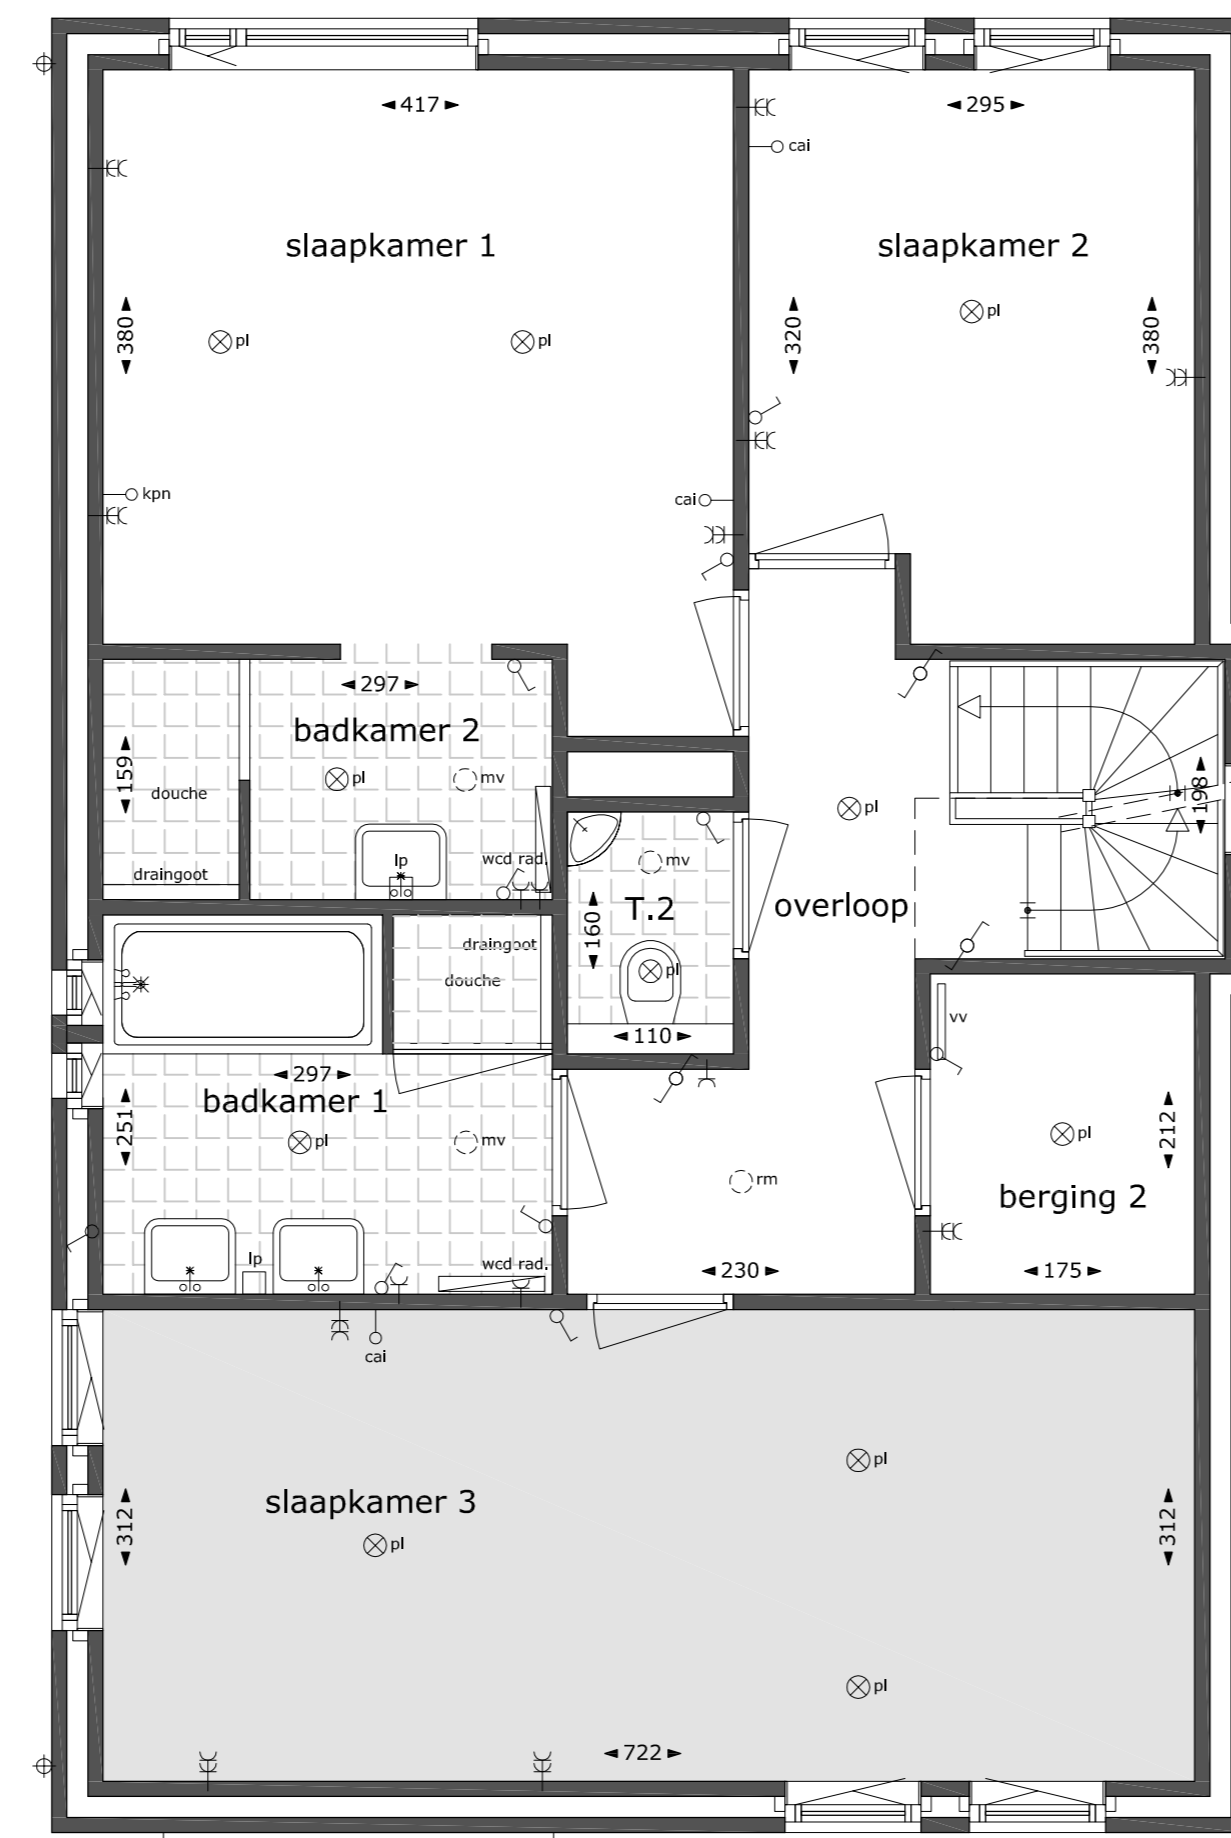 417
295
cai
slaapkamer 1
slaapkamer 2
380
pl
pl
320
pl
380
kpn
cai
297
badkamer 2
159
douche
pl
mv
198
pl
lp
wcd rad.
draingoot
mv
T.2
overloop
160
pl
draingoot
douche
110
vv
297
badkamer 1
251
pl
mv
212
pl
rm
berging 2
lp
wcd rad.
230
175
cai
pl
slaapkamer 3
312
pl
312
pl
722